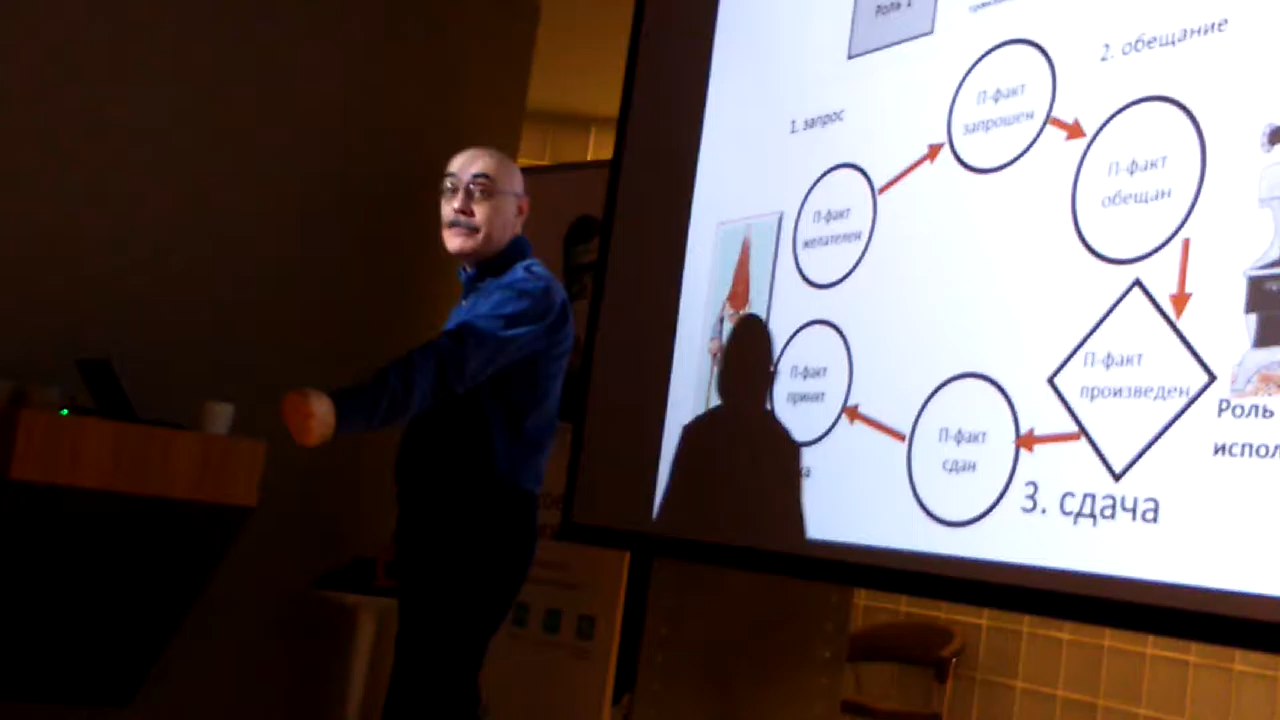 Роль 1
2. обещание
1. запрос
П-факт
запрошен
П-факт
обещан
П-факт
желателен
П-факт
произведен
П-факт
принят
П-факт
сдан
3. сдача
Роль
испол